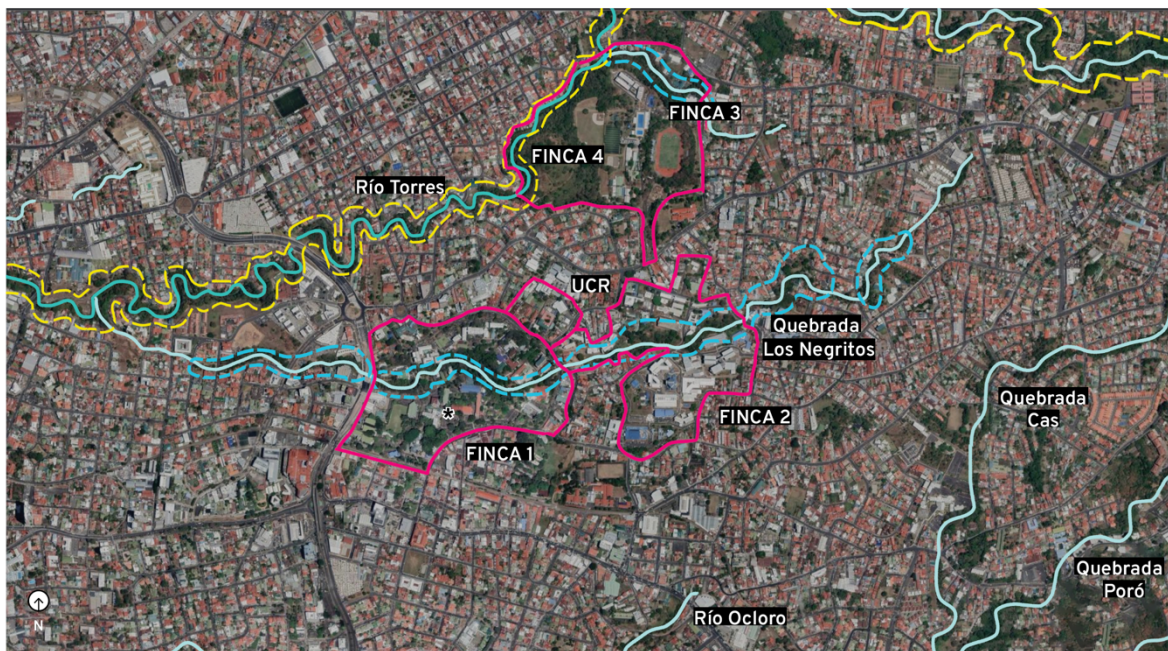 FINCA 3
FINCA 4
Río Torres
UCR
Quebrada
Los Negritos
Quebrada
Cas
*
FINCA 2
FINCA 1
Quebrada
Poró
Río Ocloro
N